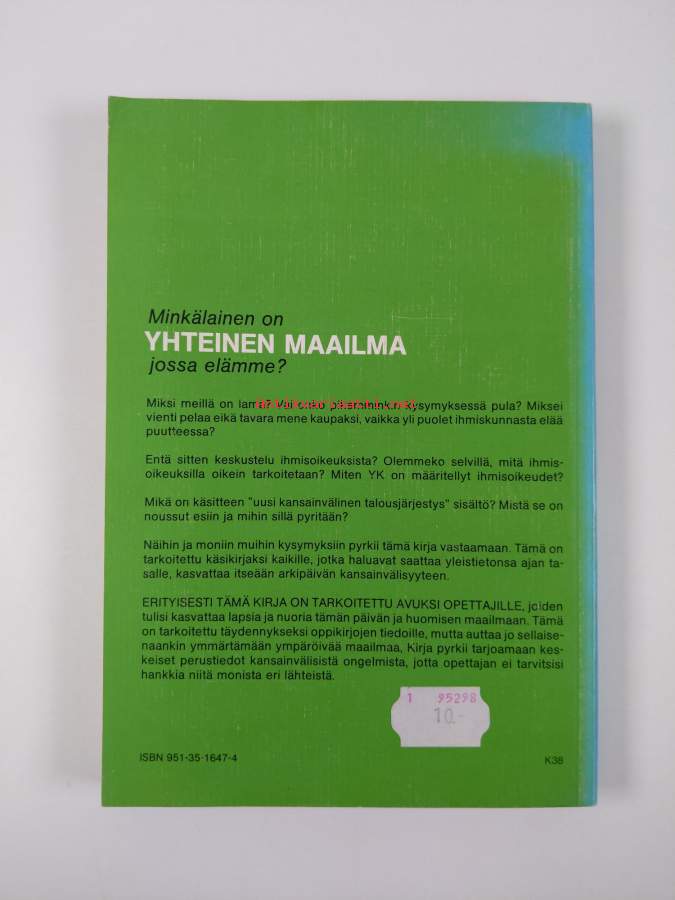 Minkälainen on
YHTEINEN MAAILMA
jossa elämme?
Miksi meillä on lama? Vai onko pikemminkin kysymyksessä pula? Miksei
vienti pelaa eikä tavara mene kaupaksi, vaikka yli puolet ihmiskunnasta elää
puutteessa?
Entä sitten keskustelu ihmisoikeuksista? Olemmeko selvillä, mitä ihmis-
oikeuksilla oikein tarkoitetaan? Miten YK on määritellyt ihmisoikeudet?
Mikä on käsitteen "uusi kansainvälinen talousjärjestys" sisältö? Mistä se on
noussut esiin ja mihin sillä pyritään?
Näihin ja moniin muihin kysymyksiin pyrkii tämä kirja vastaamaan. Tämä on
tarkoitettu käsikirjaksi kaikille, jotka haluavat saattaa yleistietonsa ajan ta-
salle, kasvattaa itseään arkipäivän kansainvälisyyteen.
ERITYISESTI TÄMÄ KIRJA ON TARKOITETTU AVUKSI OPETTAJILLE, joiden
tulisi kasvattaa lapsia ja nuoria tämän päivän ja huomisen maailmaan. Tämä
on tarkoitettu täydennykseksi oppikirjojen tiedoille, mutta auttaa jo sellaise-
naankin ymmärtämään ympäröivää maailmaa, Kirja pyrkii tarjoamaan kes-
keiset perustiedot kansainvälisistä ongelmista, jotta opettajan ei tarvitsisi
hankkia niitä monista eri lähteistä.
1 95298
10.-
ISBN 951-35-1647-4
K38